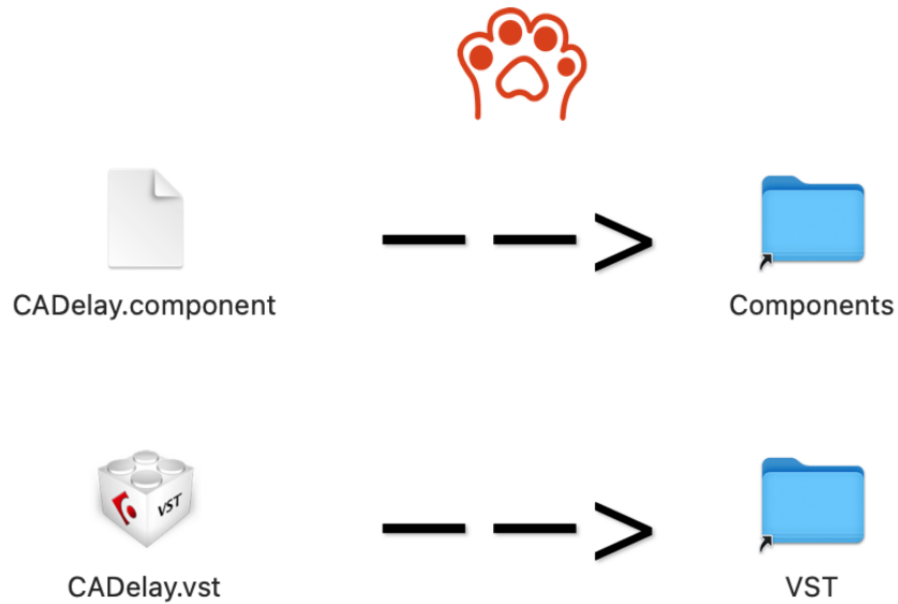 CADelay.component
— — >
Components
VST
— — >
CADelay.vst
VST